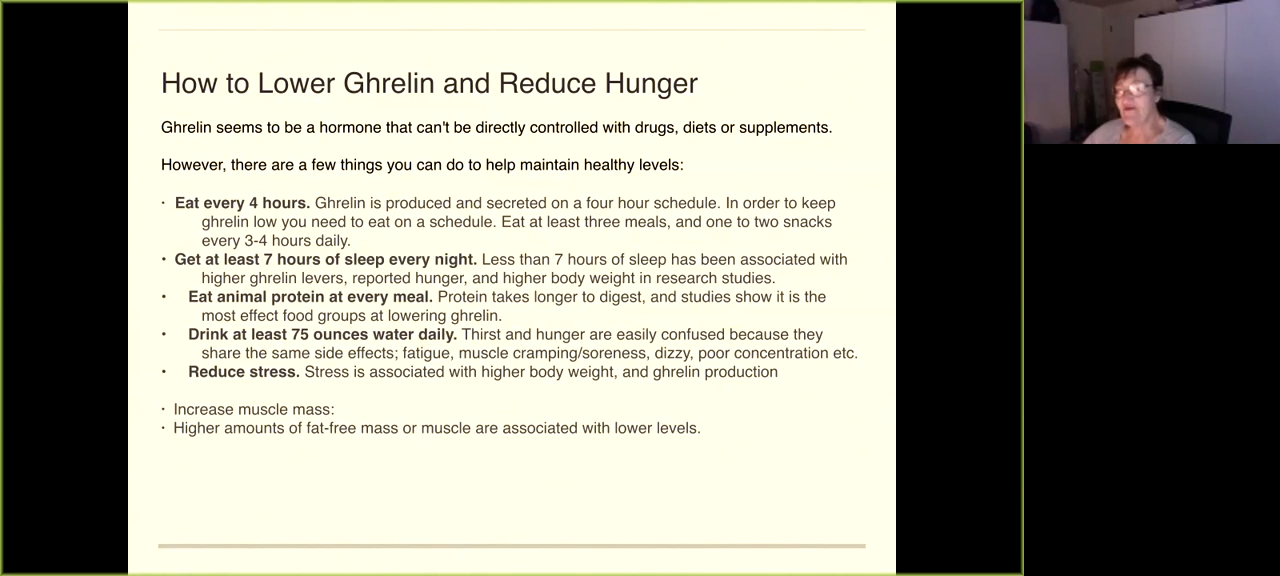 How to Lower Ghrelin and Reduce Hunger
Ghrelin seems to be a hormone that can't be directly controlled with drugs, diets or supplements.
However, there are a few things you can do to help maintain healthy levels:
· Eat every 4 hours. Ghrelin is produced and secreted on a four hour schedule. In order to keep
ghrelin low you need to eat on a schedule. Eat at least three meals, and one to two snacks
every 3-4 hours daily.
• Get at least 7 hours of sleep every night. Less than 7 hours of sleep has been associated with
higher ghrelin levers, reported hunger, and higher body weight in research studies.
• Eat animal protein at every meal. Protein takes longer to digest, and studies show it is the
most effect food groups at lowering ghrelin.
• Drink at least 75 ounces water daily. Thirst and hunger are easily confused because they
share the same side effects; fatigue, muscle cramping/soreness, dizzy, poor concentration etc.
• Reduce stress. Stress is associated with higher body weight, and ghrelin production
· Increase muscle mass:
· Higher amounts of fat-free mass or muscle are associated with lower levels.